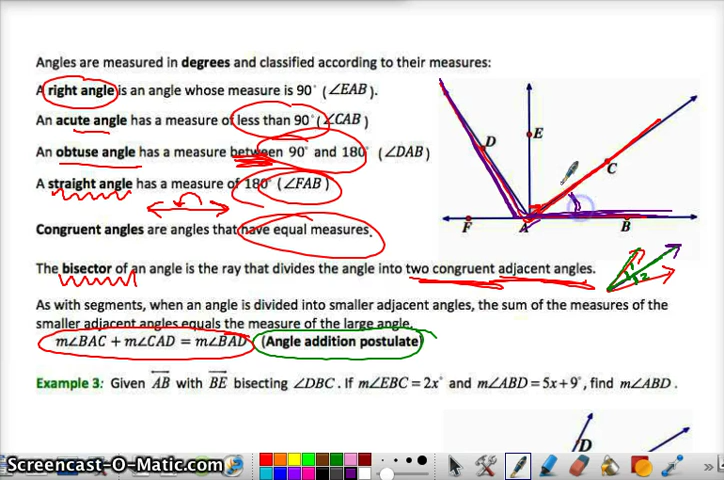 Angles are measured in degrees and classified according to their measures:
A right angle is an angle whose measure is 90° (∠EAB).
An acute angle has a measure of less than 90° (∠CAB)
An obtuse angle has a measure between 90° and 180° (∠DAB)
A straight angle has a measure of 180° (∠FAB)
Congruent angles are angles that have equal measures.
The bisector of an angle is the ray that divides the angle into two congruent adjacent angles.
As with segments, when an angle is divided into smaller adjacent angles, the sum of the measures of the
smaller adjacent angles equals the measure of the large angle.
m∠BAC + m∠CAD = m∠BAD (Angle addition postulate)
Example 3: Given AB with BE bisecting ∠DBC. If m∠EBC = 2x° and m∠ABD = 5x + 9°, find m∠ABD.
D
E
C
F
A
B
1
2
D
Screencast-O-Matic.com